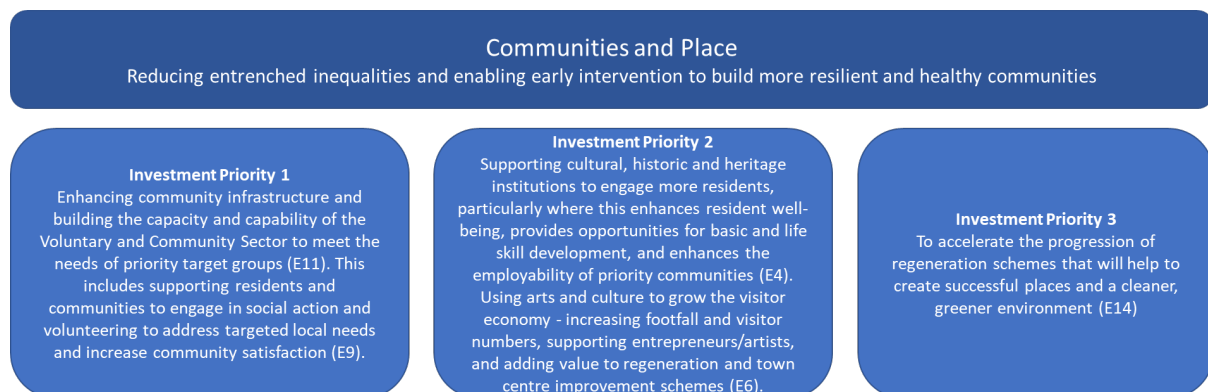 Communities and Place
Reducing entrenched inequalities and enabling early intervention to build more resilient and healthy communities
Investment Priority 1
Enhancing community infrastructure and
building the capacity and capability of the
Voluntary and Community Sector to meet the
needs of priority target groups (E11). This
includes supporting residents and
communities to engage in social action and
volunteering to address targeted local needs
and increase community satisfaction (E9).
Investment Priority 2
Supporting cultural, historic and heritage
institutions to engage more residents,
particularly where this enhances resident well-
being, provides opportunities for basic and life
skill development, and enhances the
employability of priority communities (E4).
Using arts and culture to grow the visitor
economy - increasing footfall and visitor
numbers, supporting entrepreneurs/artists,
and adding value to regeneration and town
centre improvement schemes (E6).
Investment Priority 3
To accelerate the progression of
regeneration schemes that will help to
create successful places and a cleaner,
greener environment (E14)